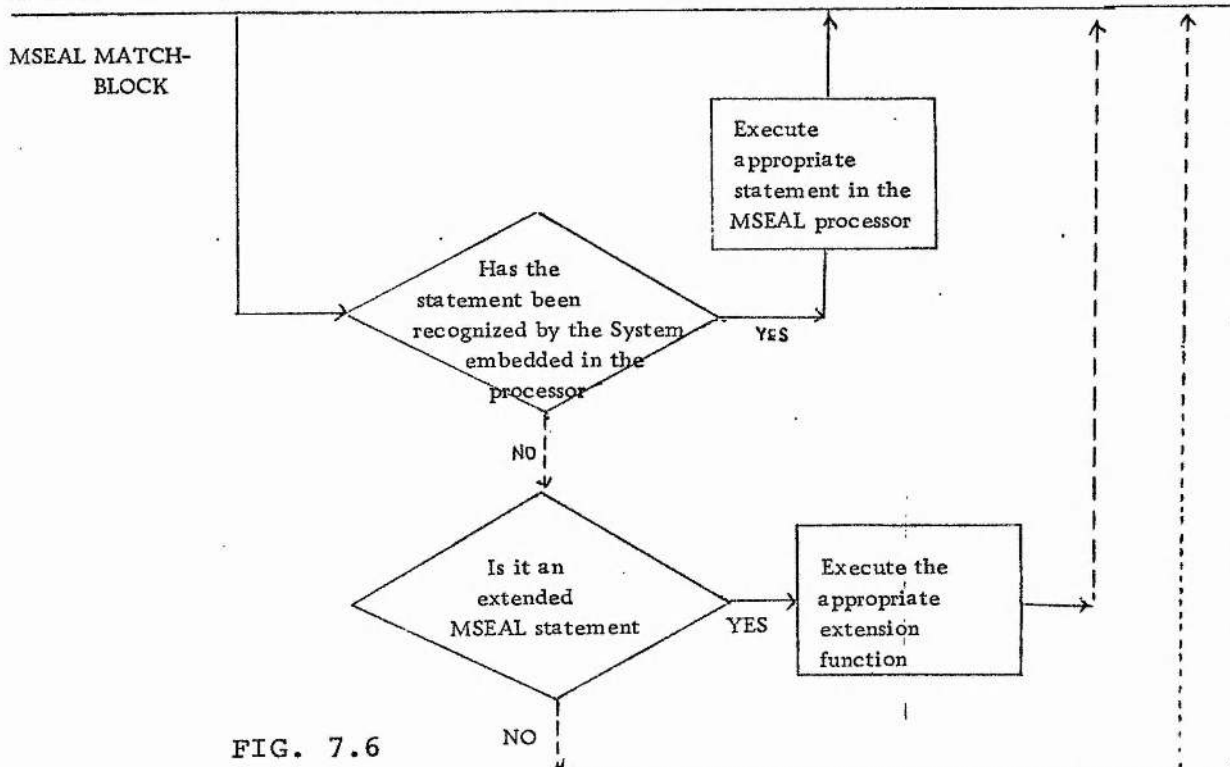 MSEAL MATCH-
BLOCK
Execute
appropriate
statement in the
MSEAL processor
Has the
statement been
recognized by the System
embedded in the
processor
YES
NO
Is it an
extended
MSEAL statement
YES
Execute the
appropriate
extension
function
NO
FIG. 7.6